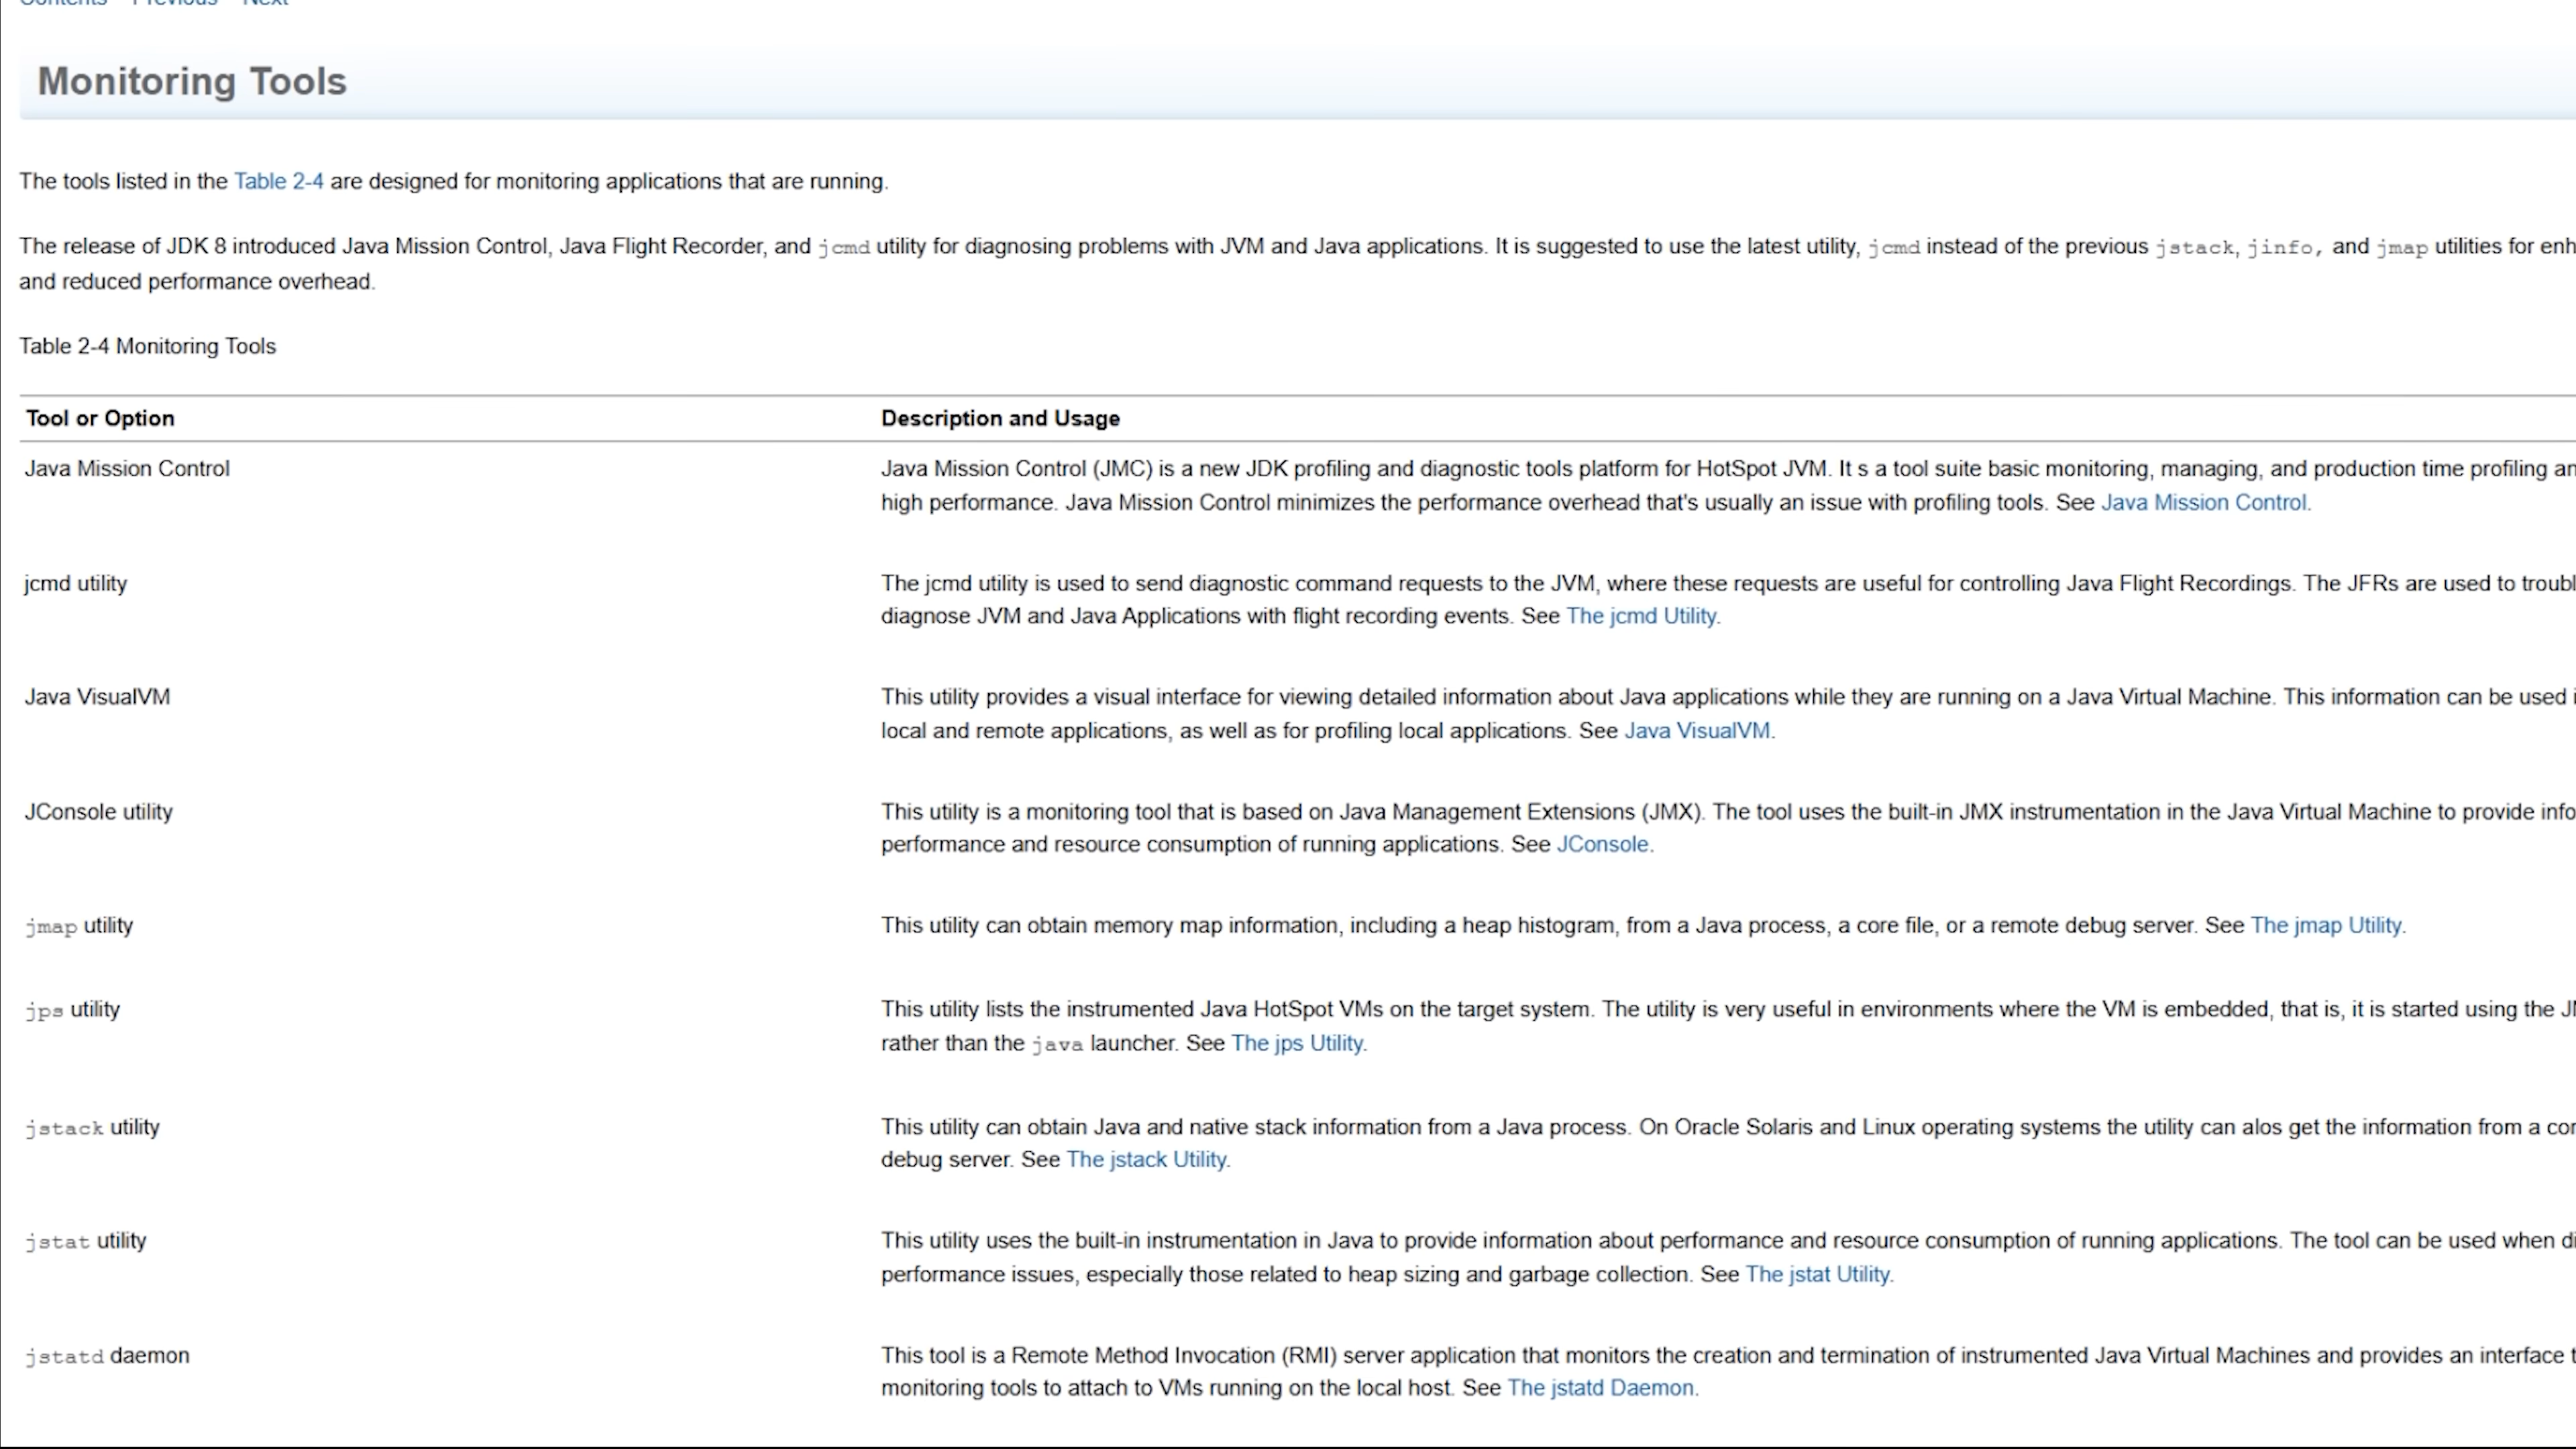 Contents Previous Next
Monitoring Tools
The tools listed in the Table 2-4 are designed for monitoring applications that are running.
The release of JDK 8 introduced Java Mission Control, Java Flight Recorder, and jcmd utility for diagnosing problems with JVM and Java applications. It is suggested to use the latest utility, jcmd instead of the previous jstack, jinfo, and jmap utilities for
and reduced performance overhead.
Table 2-4 Monitoring Tools
Tool or Option Description and Usage
Java Mission Control Java Mission Control (JMC) is a new JDK profiling and diagnostic tools platform for HotSpot JVM. It s a tool suite basic monitoring, managing, and production time profiling
high performance. Java Mission Control minimizes the performance overhead that's usually an issue with profiling tools. See Java Mission Control.
jcmd utility The jcmd utility is used to send diagnostic command requests to the JVM, where these requests are useful for controlling Java Flight Recordings. The JFRs are used to
diagnose JVM and Java Applications with flight recording events. See The jcmd Utility.
Java VisualVM This utility provides a visual interface for viewing detailed information about Java applications while they are running on a Java Virtual Machine. This information can be used
local and remote applications, as well as for profiling local applications. See Java VisualVM.
JConsole utility This utility is a monitoring tool that is based on Java Management Extensions (JMX). The tool uses the built-in JMX instrumentation in the Java Virtual Machine to provide
performance and resource consumption of running applications. See JConsole.
jmap utility This utility can obtain memory map information, including a heap histogram, from a Java process, a core file, or a remote debug server. See The jmap Utility.
jps utility This utility lists the instrumented Java HotSpot VMs on the target system. The utility is very useful in environments where the VM is embedded, that is, it is started using the
rather than the java launcher. See The jps Utility.
jstack utility This utility can obtain Java and native stack information from a Java process. On Oracle Solaris and Linux operating systems the utility can alos get the information from a
debug server. See The jstack Utility.
jstat utility This utility uses the built-in instrumentation in Java to provide information about performance and resource consumption of running applications. The tool can be used when
performance issues, especially those related to heap sizing and garbage collection. See The jstat Utility.
jstatd daemon This tool is a Remote Method Invocation (RMI) server application that monitors the creation and termination of instrumented Java Virtual Machines and provides an interface
monitoring tools to attach to VMs running on the local host. See The jstatd Daemon.